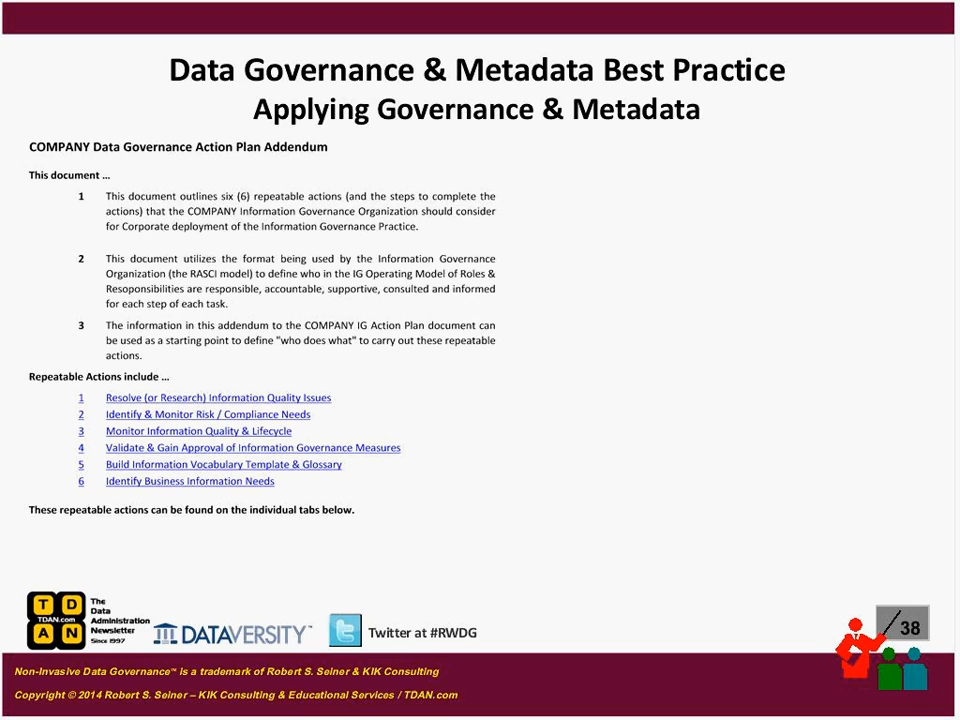 Data Governance & Metadata Best Practice
Applying Governance & Metadata
COMPANY Data Governance Action Plan Addendum
This document ...
1 This document outlines six (6) repeatable actions (and the steps to complete the
actions) that the COMPANY Information Governance Organization should consider
for Corporate deployment of the Information Governance Practice.
2 This document utilizes the format being used by the Information Governance
Organization (the RASCI model) to define who in the IG Operating Model of Roles &
Resoponsibilities are responsible, accountable, supportive, consulted and informed
for each step of each task.
3 The information in this addendum to the COMPANY IG Action Plan document can
be used as a starting point to define "who does what" to carry out these repeatable
actions.
Repeatable Actions include ...
1 Resolve (or Research) Information Quality Issues
2 Identify & Monitor Risk / Compliance Needs
3 Monitor Information Quality & Lifecycle
4 Validate & Gain Approval of Information Governance Measures
5 Build Information Vocabulary Template & Glossary
6 Identify Business Information Needs
These repeatable actions can be found on the individual tabs below.
T D
TDAN.com
A N
The
Data
Administration
Newsletter
Since 1997
DATAVERSITY™
Twitter at #RWDG
38
Non-Invasive Data Governance™ is a trademark of Robert S. Seiner & KIK Consulting
Copyright © 2014 Robert S. Seiner – KIK Consulting & Educational Services / TDAN.com